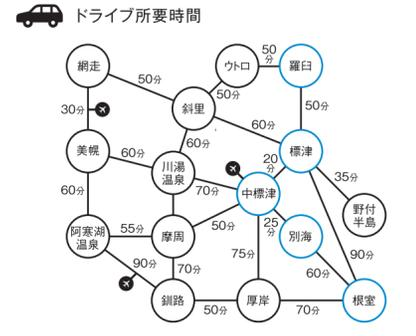 ドライブ所要時間
網走
ウトロ
50分
羅臼
50分
50分
斜里
30分
50分
60分
標津
60分
美幌
60分
川湯
温泉
70分
20分
35分
中標津
野付
半島
60分
25分
阿寒湖
温泉
55分
摩周
50分
別海
90分
90分
70分
75分
60分
釧路
50分
厚岸
70分
根室